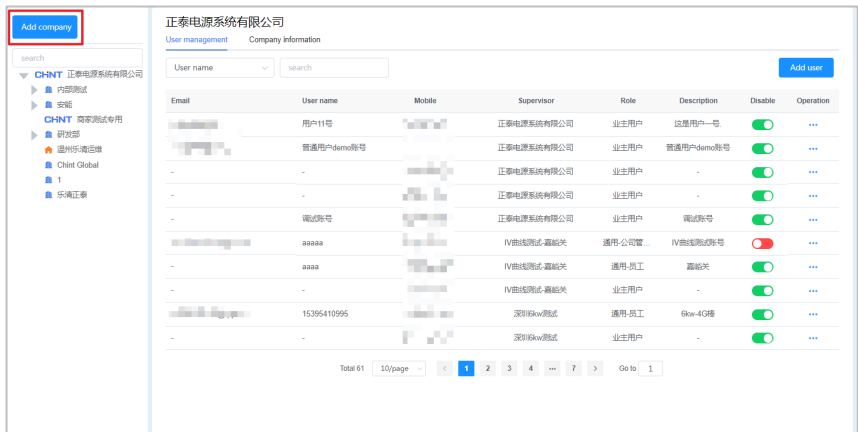 Add company
search
CHNT 正泰电源系统有限公司
内部测试
安能
CHNT 商家测试专用
研发部
温州乐清运维
Chint Global
1
乐清正泰
正泰电源系统有限公司
User management Company information
User name search Add user
Email User name Mobile Supervisor Role Description Disable Operation
用户11号 正泰电源系统有限公司 业主用户 这是用户一号. ...
普通用户demo账号 正泰电源系统有限公司 业主用户 普通用户demo账号 ...
- - 正泰电源系统有限公司 业主用户 - ...
- - 正泰电源系统有限公司 业主用户 - ...
- 调试账号 正泰电源系统有限公司 业主用户 调试账号 ...
aaaaa IV曲线测试-嘉峪关 通用-公司管... IV曲线测试账号 ...
- aaaa IV曲线测试-嘉峪关 通用-员工 嘉峪关 ...
- - IV曲线测试-嘉峪关 业主用户 - ...
15395410995 深圳6kw测试 通用-员工 6kw-4G棒 ...
- - 深圳6kw测试 业主用户 - ...
Total 61 10/page < 1 2 3 4 ... 7 > Go to 1